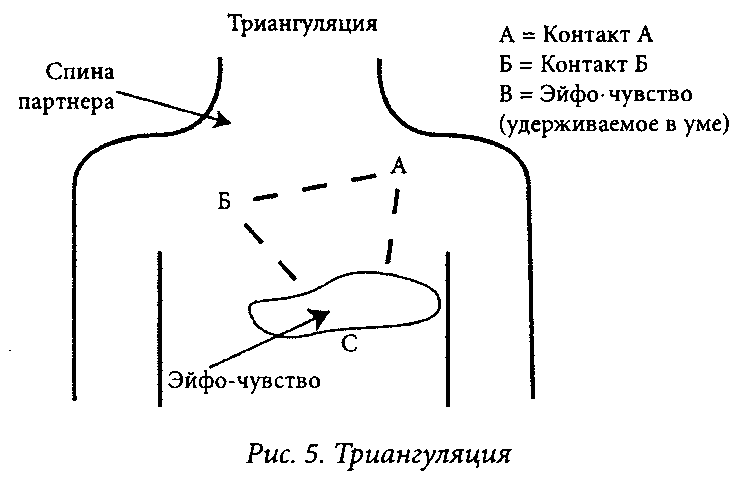 Триангуляция
А = Контакт А
Б = Контакт Б
В = Эйфо-чувство
(удерживаемое в уме)
Спина
партнера
А
Б
С
Эйфо-чувство
Рис. 5. Триангуляция